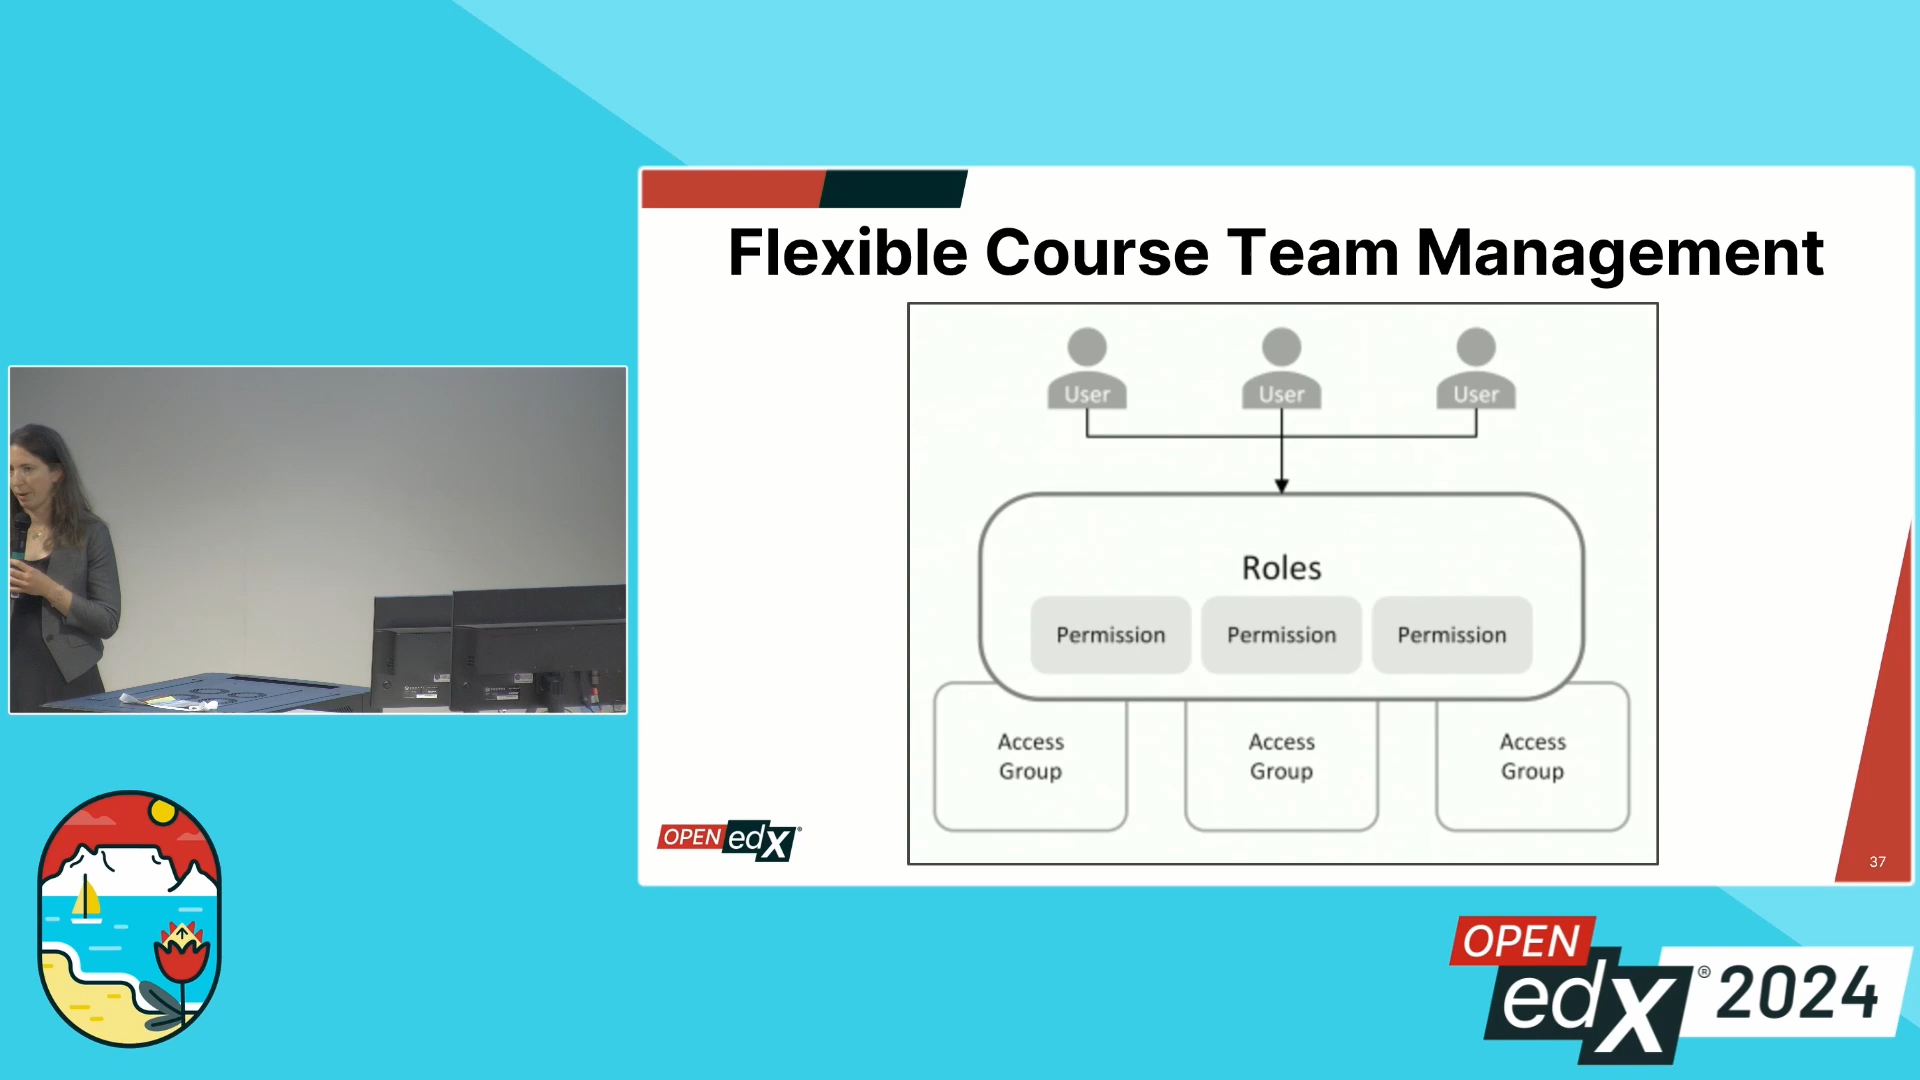 Flexible Course Team Management
User
User
User
Roles
Permission
Permission
Permission
Access
Group
Access
Group
Access
Group
OPEN edX®
37
OPEN
edX® 2024